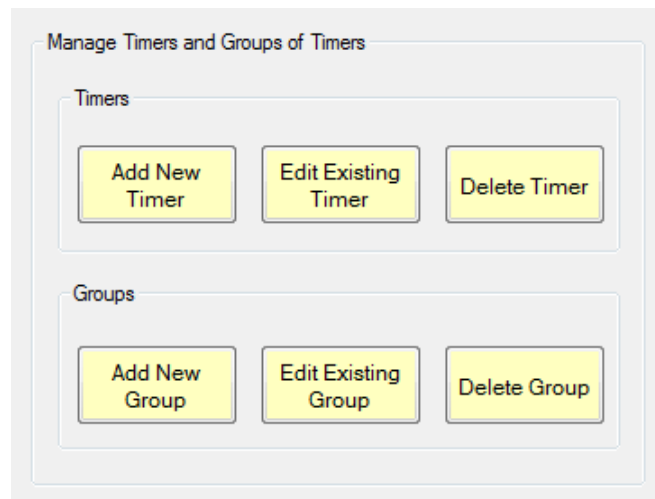 Manage Timers and Groups of Timers
Timers
Add New
Timer
Edit Existing
Timer
Delete Timer
Groups
Add New
Group
Edit Existing
Group
Delete Group